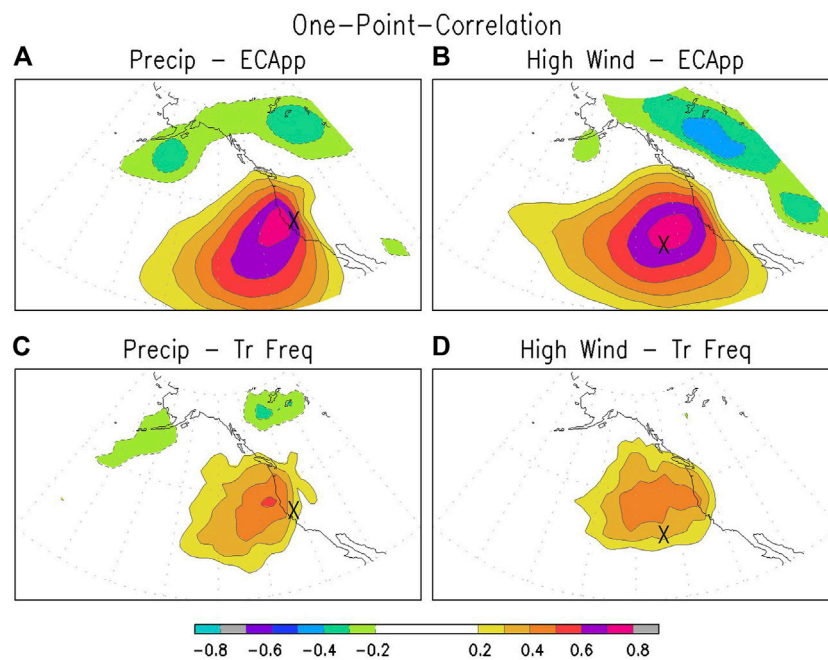 One-Point-Correlation
A Precip - ECApp
B High Wind - ECApp
X
X
C Precip - Tr Freq
D High Wind - Tr Freq
X
X
-0.8 -0.6 -0.4 -0.2 0.2 0.4 0.6 0.8